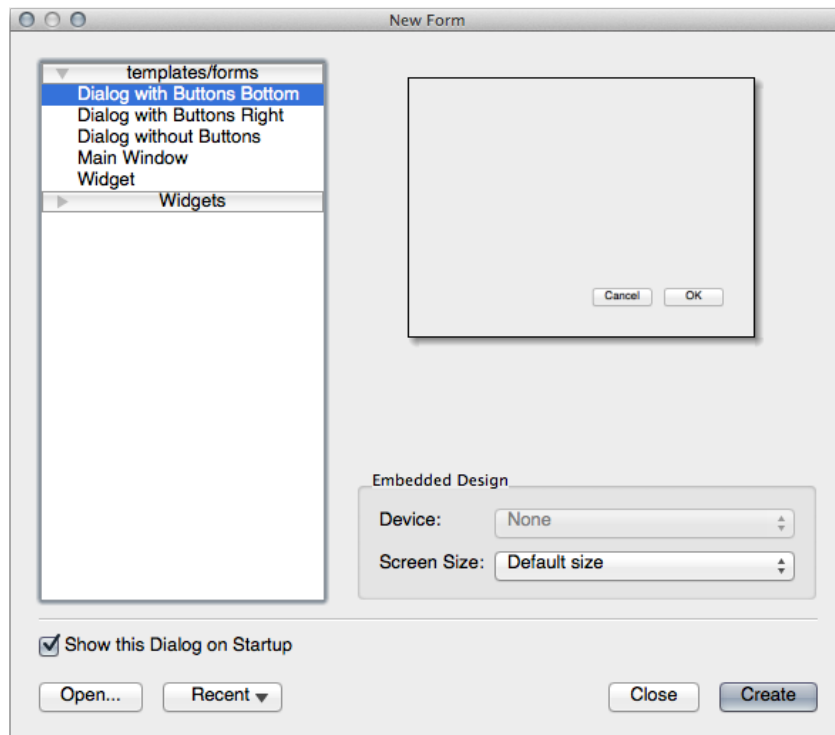 New Form
templates/forms
Dialog with Buttons Bottom
Dialog with Buttons Right
Dialog without Buttons
Main Window
Widget
Widgets
Cancel OK
Embedded Design
Device: None
Screen Size: Default size
Show this Dialog on Startup
Open... Recent Close Create